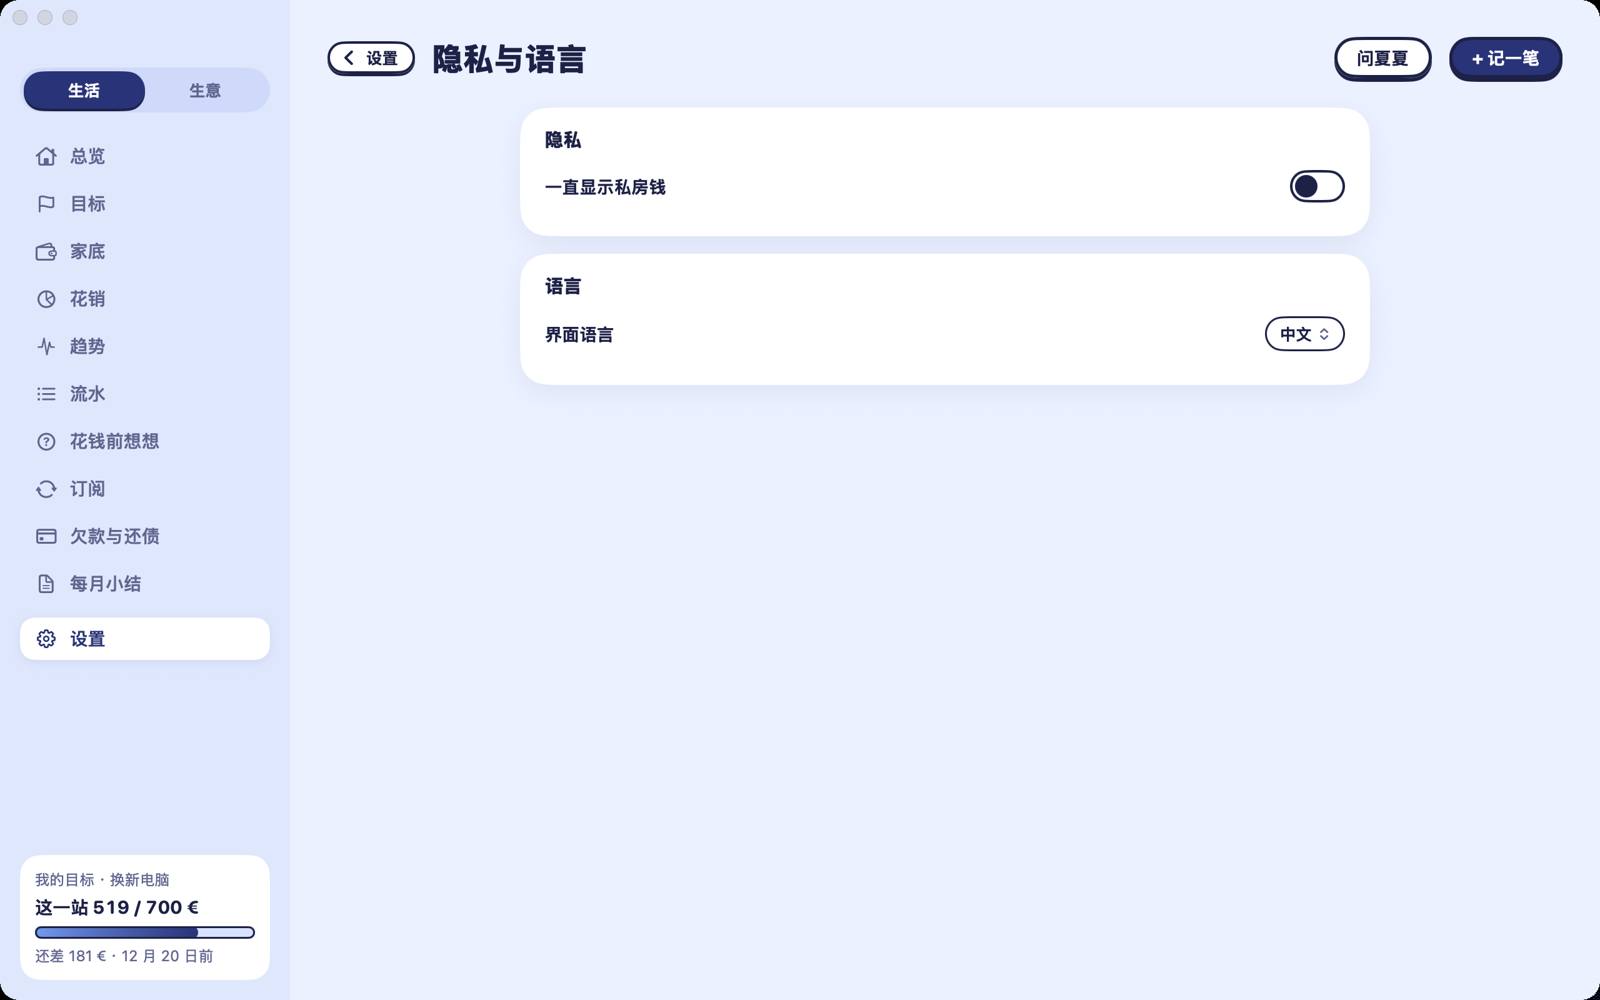 生活
生意
总览
目标
家底
花销
趋势
流水
花钱前想想
订阅
欠款与还债
每月小结
设置
我的目标 · 换新电脑
这一站 519 / 700 €
还差 181 € · 12 月 20 日前
设置
隐私与语言
问夏夏
+ 记一笔
隐私
一直显示私房钱
语言
界面语言
中文